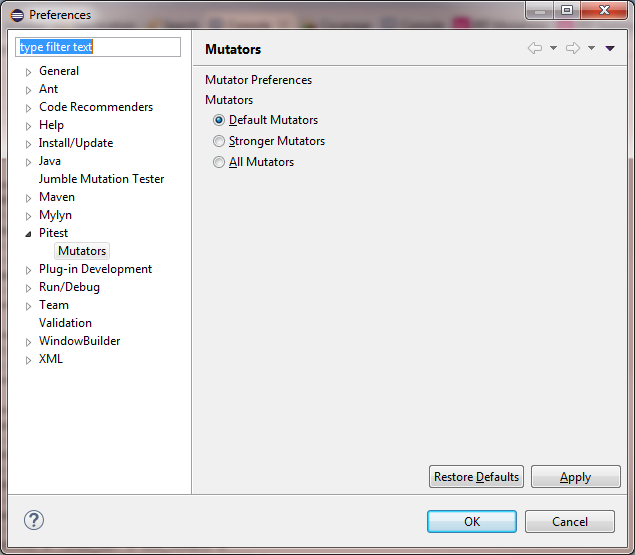 Preferences
type filter text
General
Ant
Code Recommenders
Help
Install/Update
Java
Jumble Mutation Tester
Maven
Mylyn
Pitest
Mutators
Plug-in Development
Run/Debug
Team
Validation
WindowBuilder
XML
Mutators
Mutator Preferences
Mutators
Default Mutators
Stronger Mutators
All Mutators
Restore Defaults
Apply
?
OK
Cancel